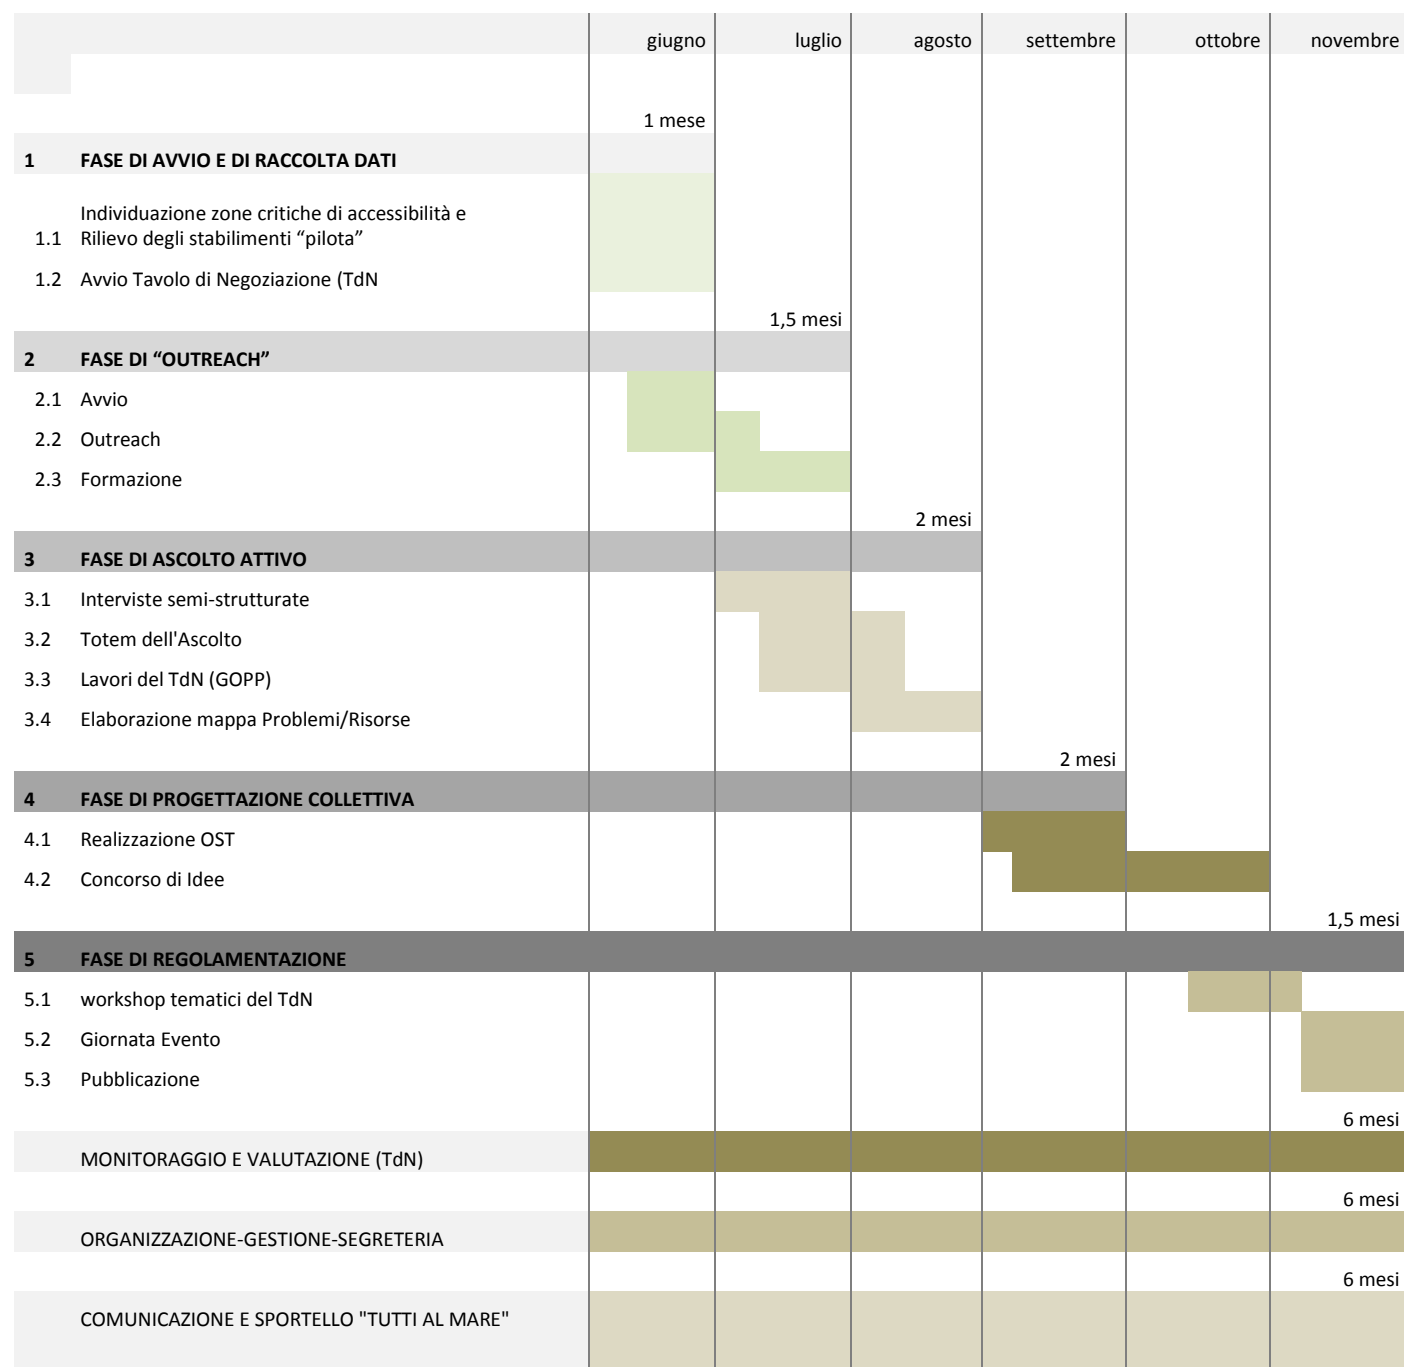 giugno luglio agosto settembre ottobre novembre
1 mese
1 FASE DI AVVIO E DI RACCOLTA DATI
Individuazione zone critiche di accessibilità e
1.1 Rilievo degli stabilimenti “pilota”
1.2 Avvio Tavolo di Negoziazione (TdN
1,5 mesi
2 FASE DI “OUTREACH”
2.1 Avvio
2.2 Outreach
2.3 Formazione
2 mesi
3 FASE DI ASCOLTO ATTIVO
3.1 Interviste semi-strutturate
3.2 Totem dell'Ascolto
3.3 Lavori del TdN (GOPP)
3.4 Elaborazione mappa Problemi/Risorse
2 mesi
4 FASE DI PROGETTAZIONE COLLETTIVA
4.1 Realizzazione OST
4.2 Concorso di Idee
1,5 mesi
5 FASE DI REGOLAMENTAZIONE
5.1 workshop tematici del TdN
5.2 Giornata Evento
5.3 Pubblicazione
6 mesi
MONITORAGGIO E VALUTAZIONE (TdN)
6 mesi
ORGANIZZAZIONE-GESTIONE-SEGRETERIA
6 mesi
COMUNICAZIONE E SPORTELLO "TUTTI AL MARE"